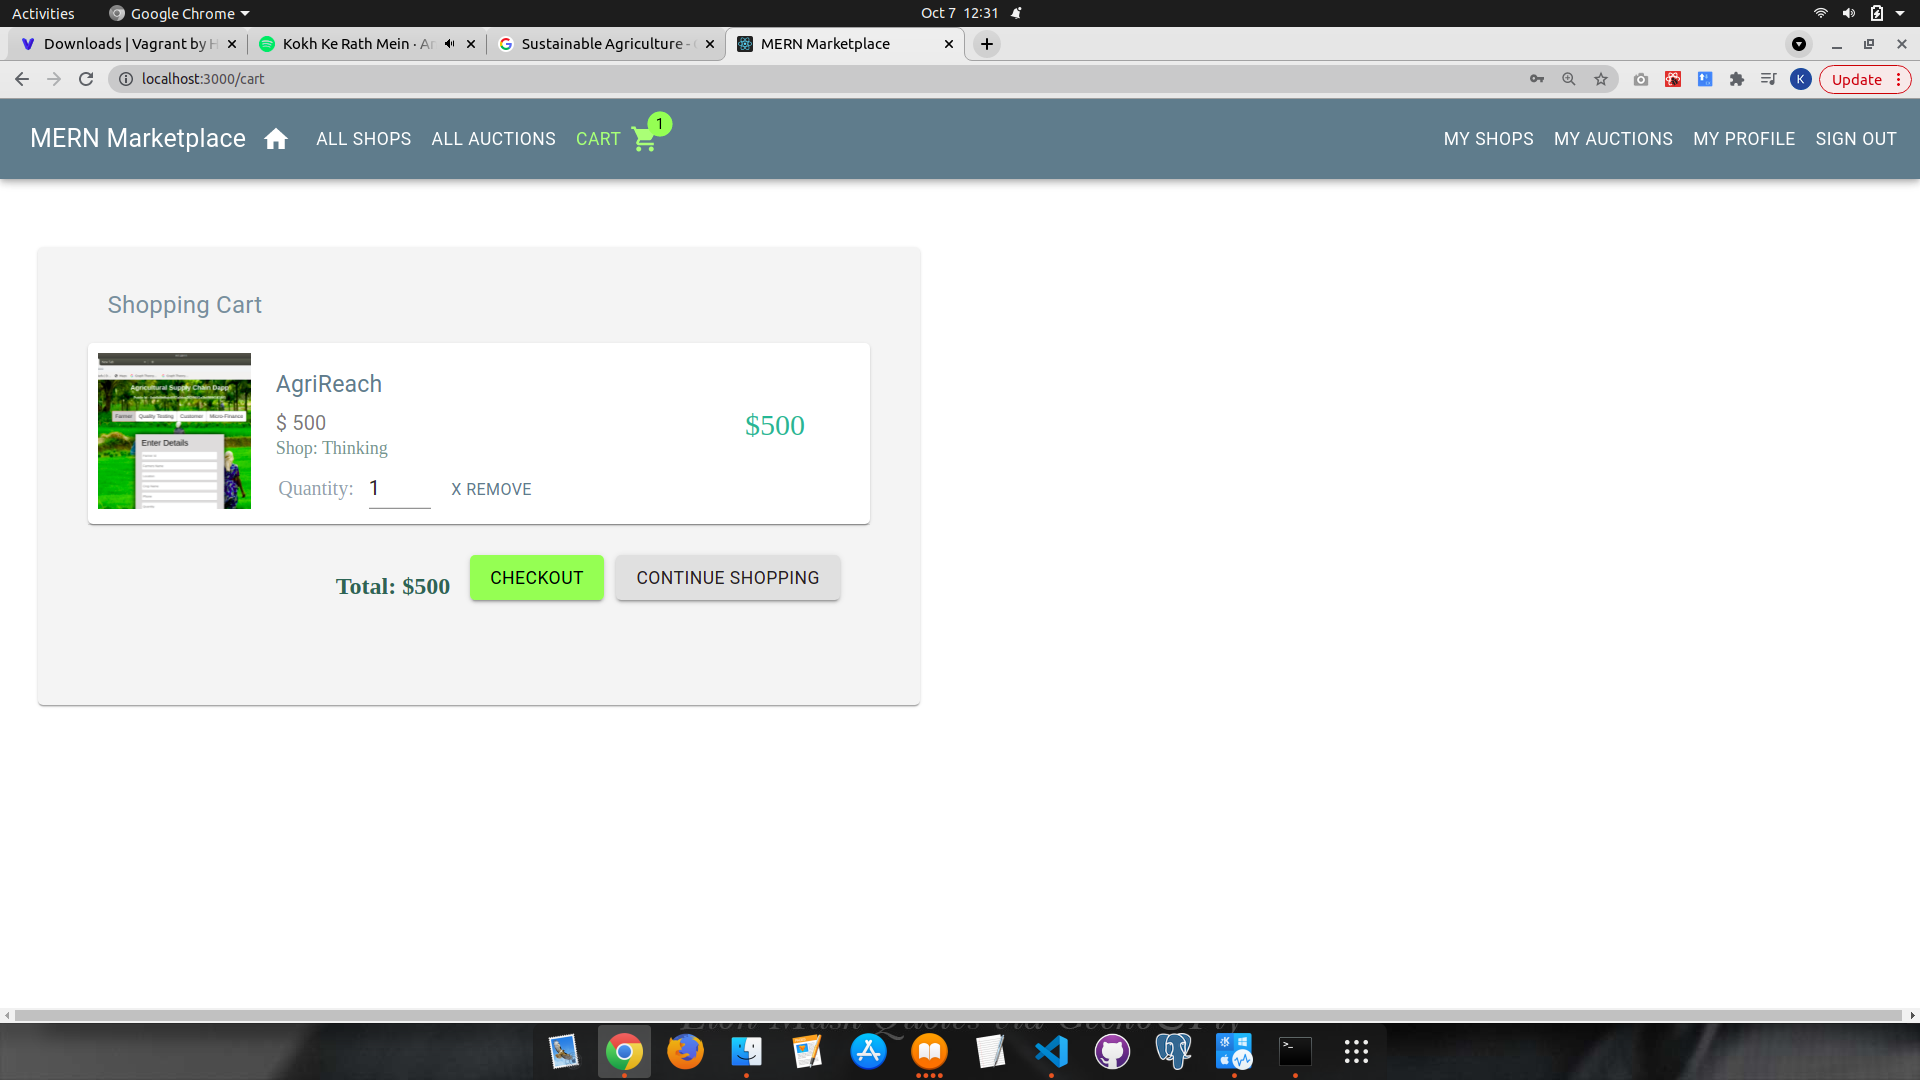 Activities Google Chrome Oct 7 12:31
Downloads | Vagrant by H Kokh Ke Rath Mein · Ar Sustainable Agriculture - MERN Marketplace
localhost:3000/cart K Update
MERN Marketplace ALL SHOPS ALL AUCTIONS CART 1 MY SHOPS MY AUCTIONS MY PROFILE SIGN OUT
Shopping Cart
Agricultural Supply Chain Dapp
Farmer Quality Testing Customer Micro-Finance
Enter Details
AgriReach
$ 500
Shop: Thinking
$500
Quantity: 1 X REMOVE
Total: $500 CHECKOUT CONTINUE SHOPPING